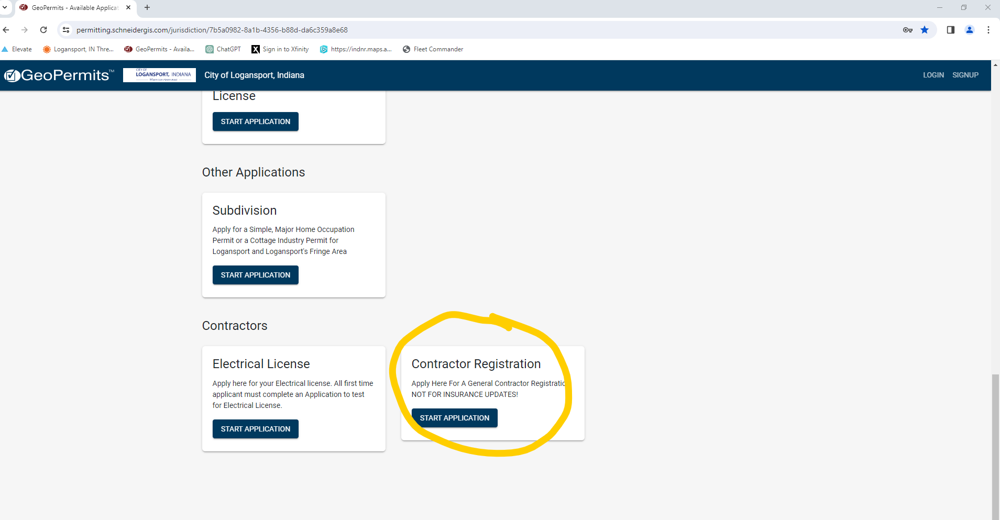 GeoPermits - Available Applicat
permitting.schneidergis.com/jurisdiction/7b5a0982-8a1b-4356-b88d-da6c359a8e68
Elevate
Logansport, IN Thre...
GeoPermits - Availa...
ChatGPT
X
Sign in to Xfinity
https://indnr.maps.a...
Fleet Commander
GeoPermits™
CITY OF
LOGANSPORT, INDIANA
Where two rivers meet
City of Logansport, Indiana
LOGIN
SIGNUP
License
START APPLICATION
Other Applications
Subdivision
Apply for a Simple, Major Home Occupation
Permit or a Cottage Industry Permit for
Logansport and Logansport's Fringe Area
START APPLICATION
Contractors
Electrical License
Apply here for your Electrical license. All first time
applicant must complete an Application to test
for Electrical License.
START APPLICATION
Contractor Registration
Apply Here For A General Contractor Registratio
NOT FOR INSURANCE UPDATES!
START APPLICATION